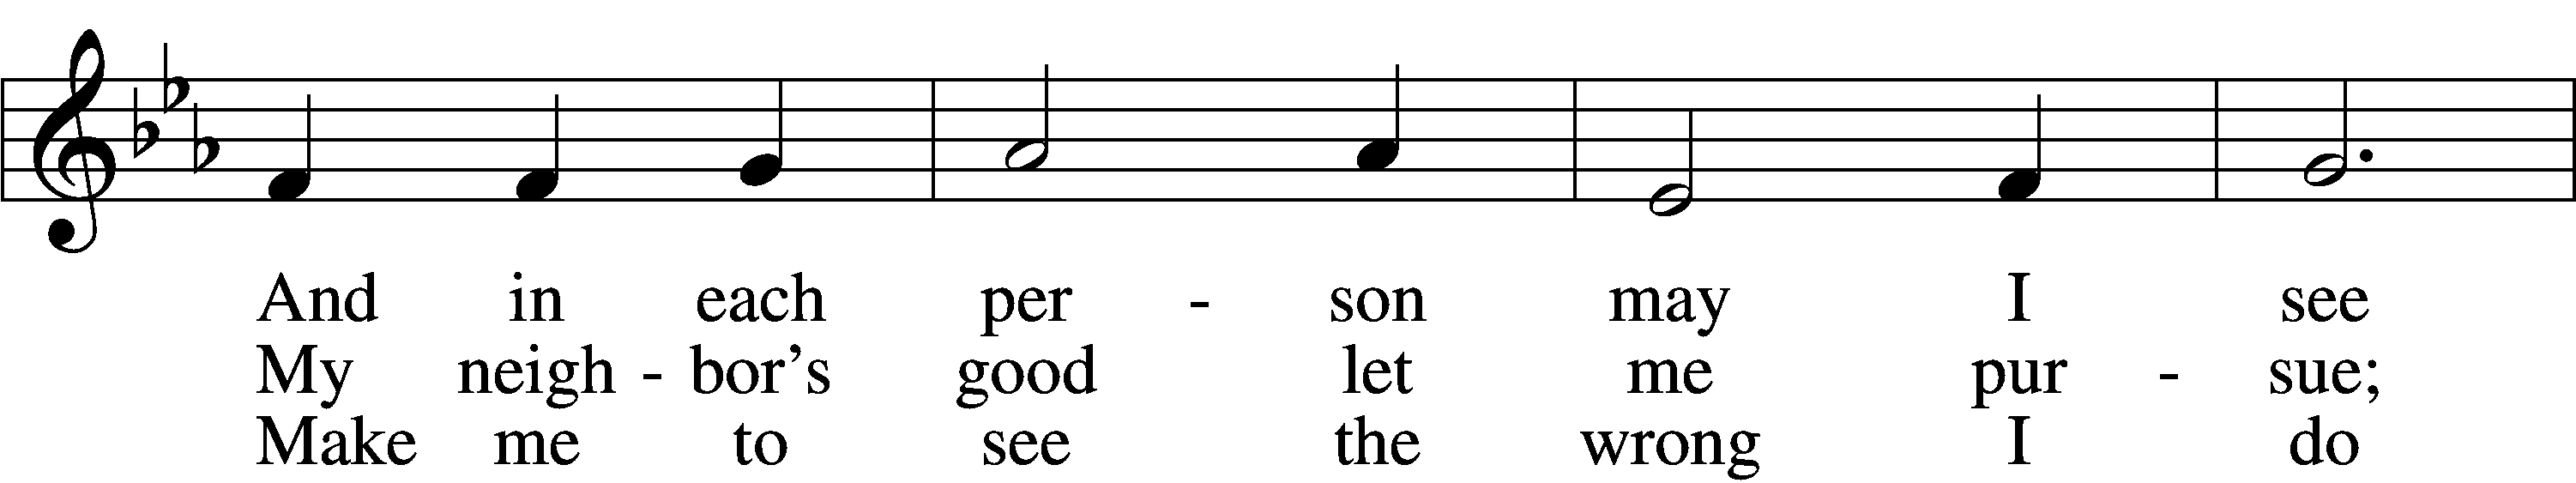 And in each per - son may I see
My neigh - bor's good let me pur - sue;
Make me to see the wrong I do